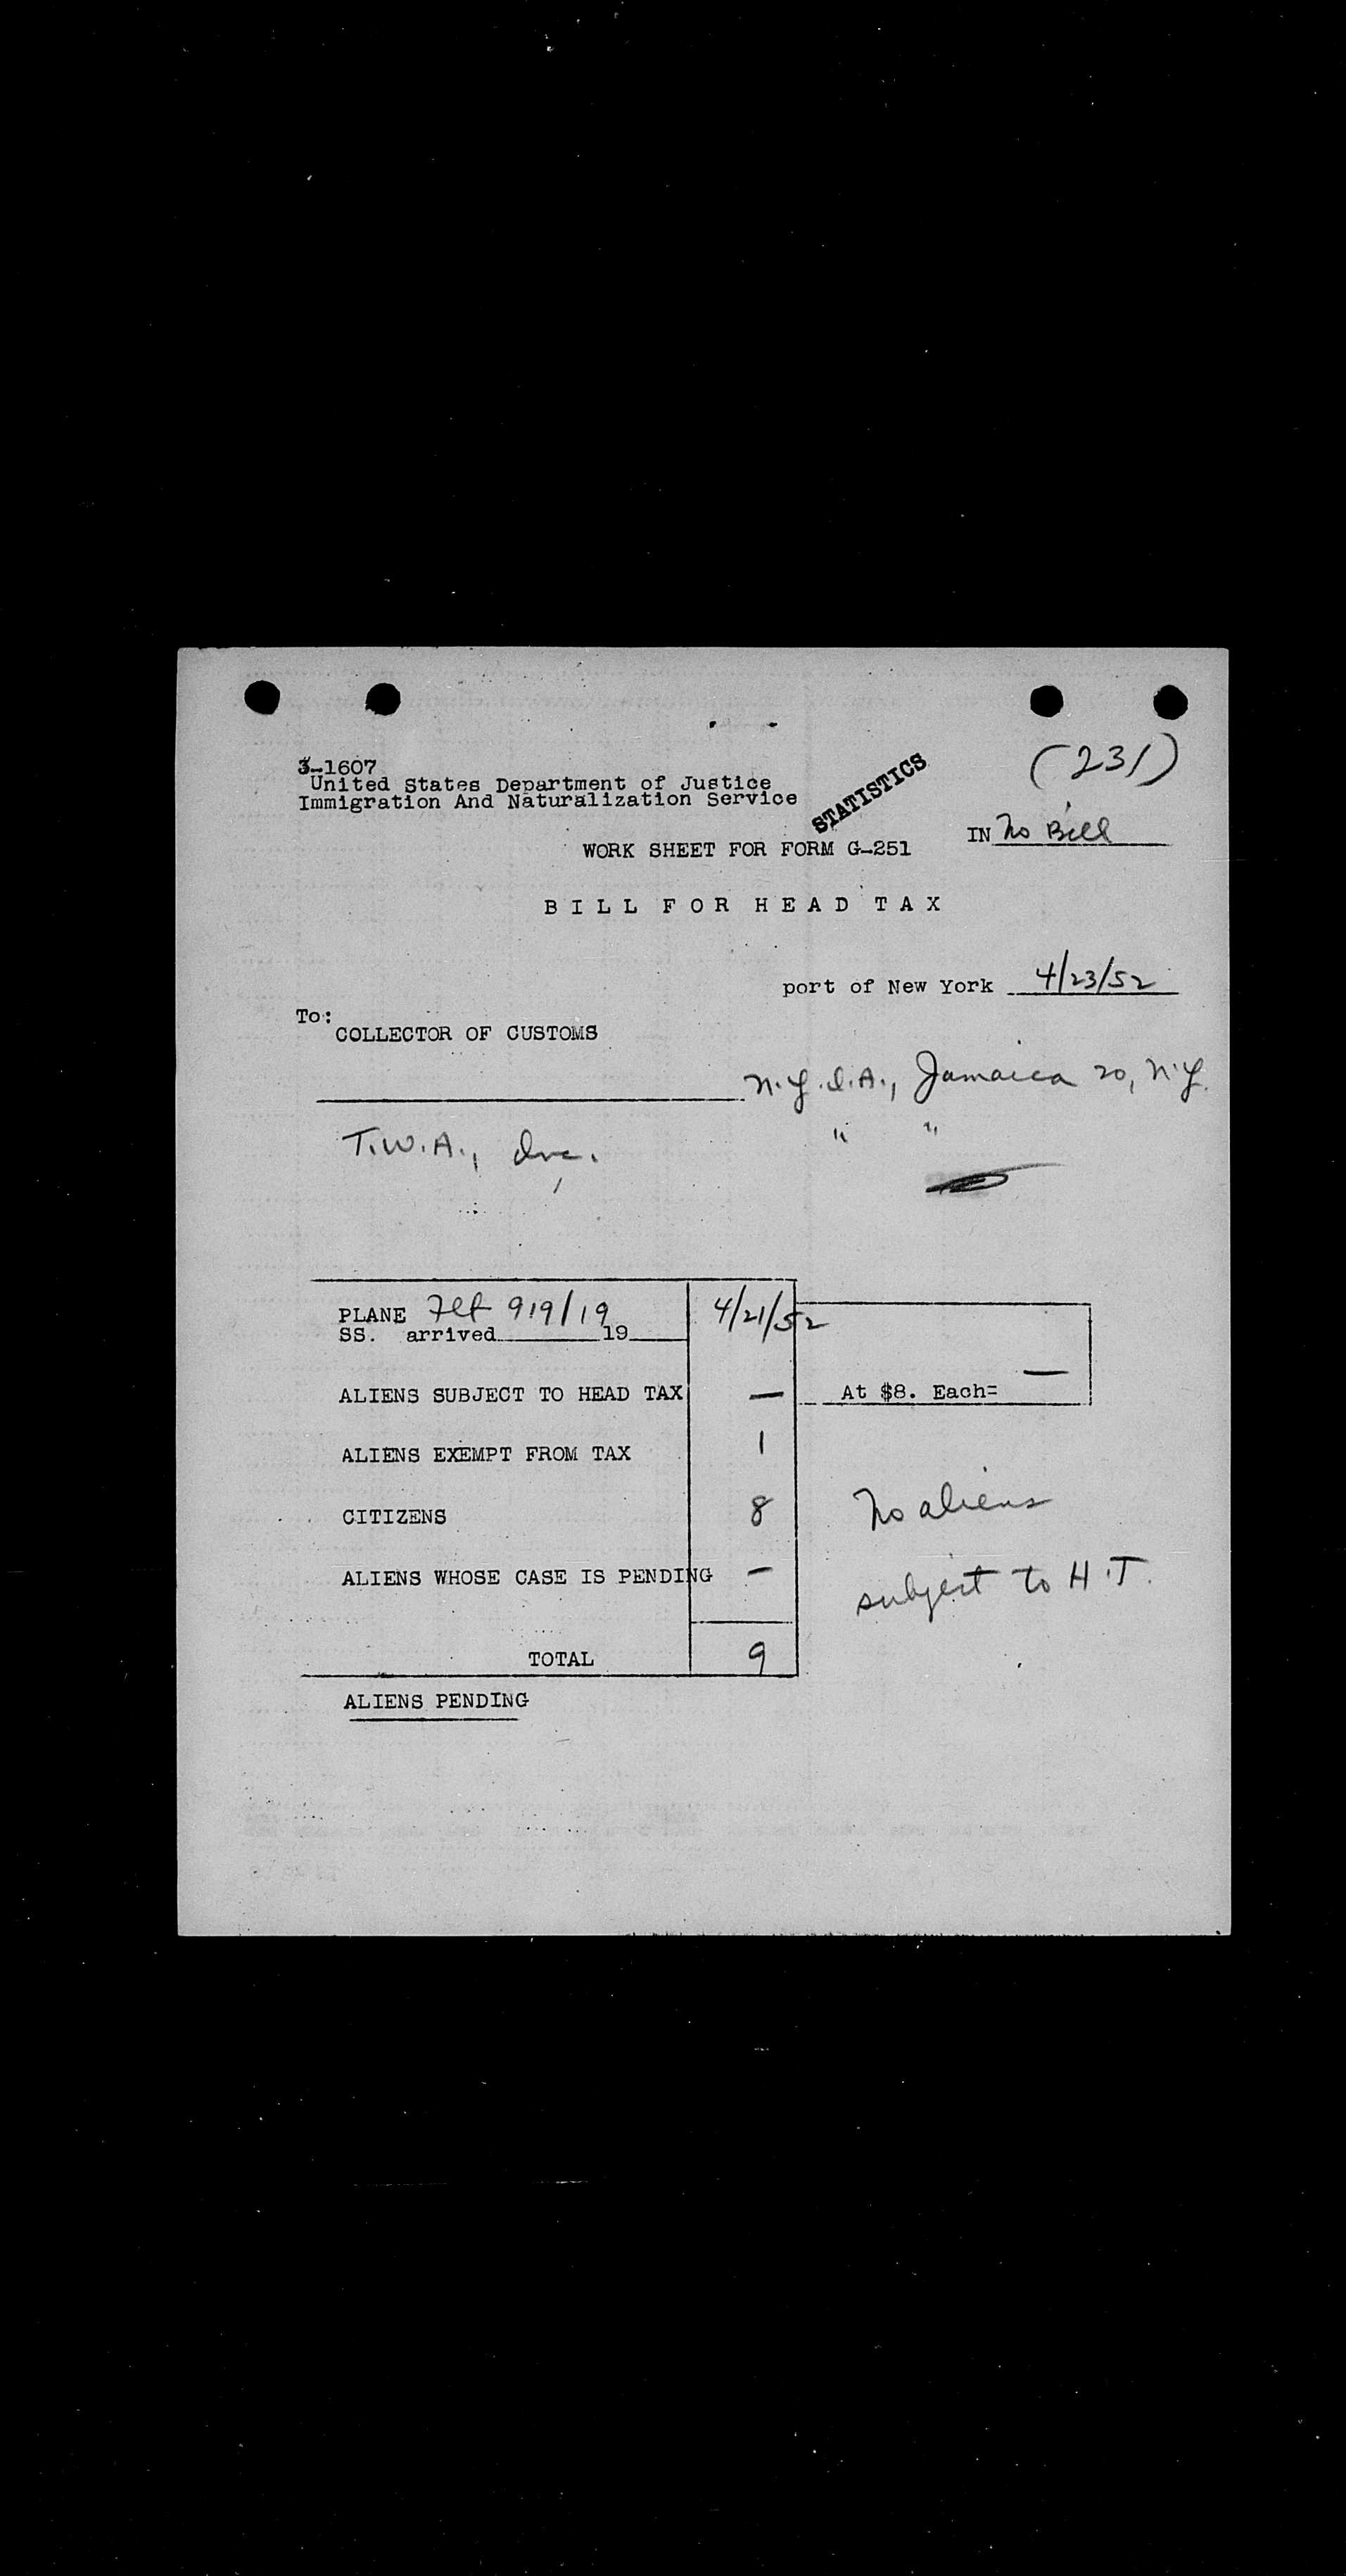 (231)
3-1607
United States Department of Justice
Immigration And Naturalization Service
STATISTICS
IN No Bill
WORK SHEET FOR FORM G-251
BILL FOR HEAD TAX
port of New York 4/23/52
To:
COLLECTOR OF CUSTOMS
N.Y.I.A., Jamaica 20, N.Y.
T.W.A., Inc. " "
PLANE Flt 919/19 4/21/52
SS. arrived 19
ALIENS SUBJECT TO HEAD TAX — At $8. Each= —
ALIENS EXEMPT FROM TAX 1
CITIZENS 8 No aliens
ALIENS WHOSE CASE IS PENDING — subject to H.T.
TOTAL 9
ALIENS PENDING